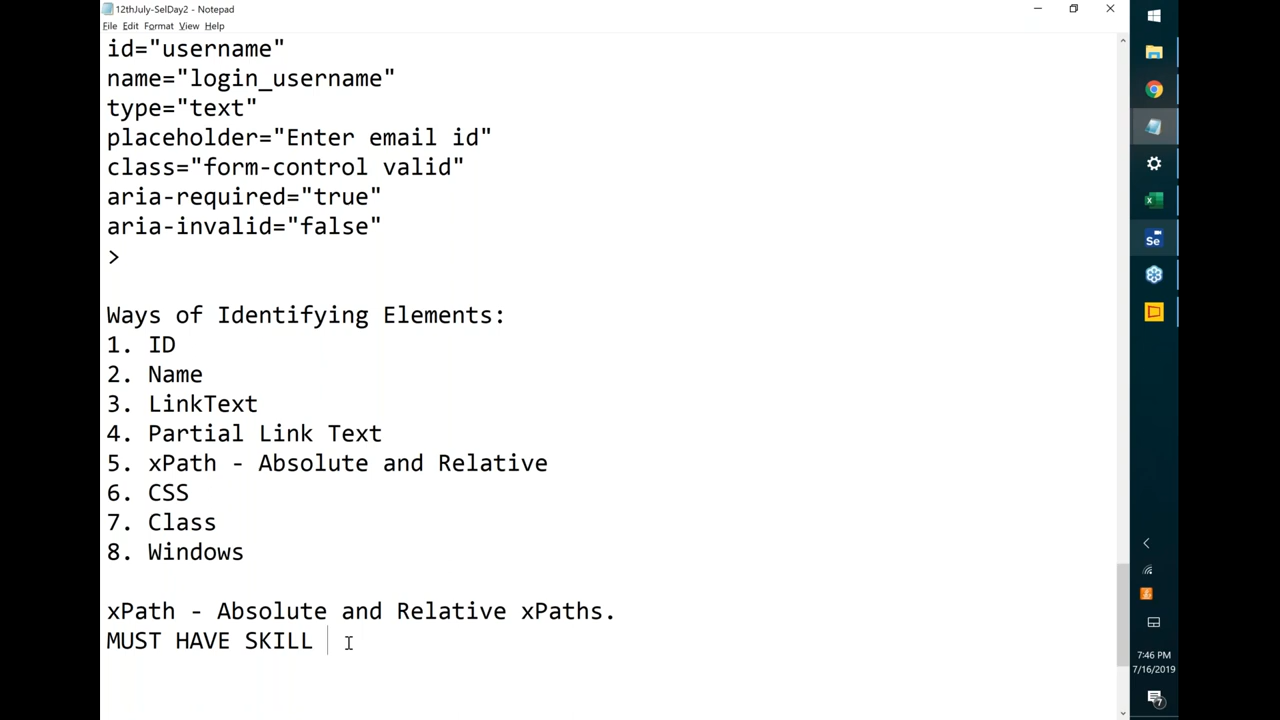 12thJuly-SelDay2 - Notepad
File Edit Format View Help
id="username"
name="login_username"
type="text"
placeholder="Enter email id"
class="form-control valid"
aria-required="true"
aria-invalid="false"
>
Ways of Identifying Elements:
1. ID
2. Name
3. LinkText
4. Partial Link Text
5. xPath - Absolute and Relative
6. CSS
7. Class
8. Windows
xPath - Absolute and Relative xPaths.
MUST HAVE SKILL
Se
7:46 PM
7/16/2019
7